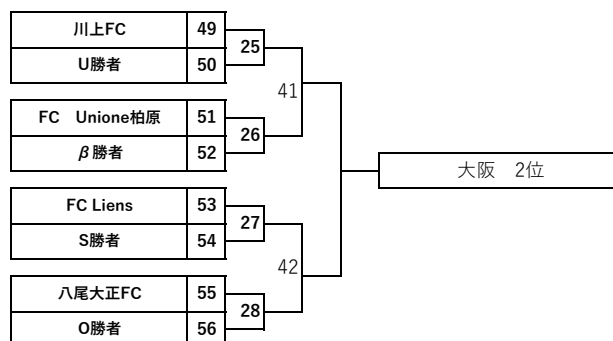 川上FC 49
25
U勝者 50
41
FC Unione柏原 51
26
β勝者 52
大阪 2位
FC Liens 53
27
S勝者 54
42
八尾大正FC 55
28
O勝者 56